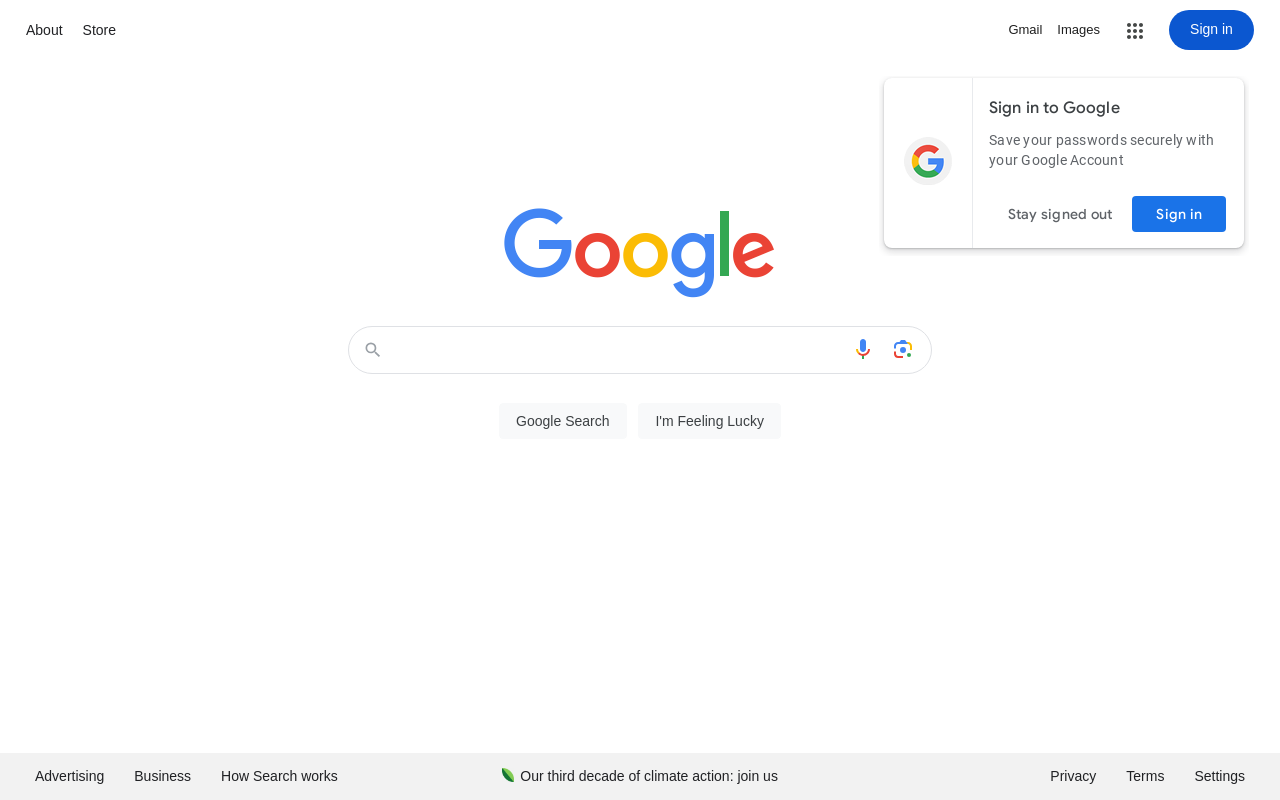 About Store
Gmail Images Sign in
Sign in to Google
Save your passwords securely with
your Google Account
Stay signed out Sign in
Google
Google Search I'm Feeling Lucky
Advertising Business How Search works
Our third decade of climate action: join us
Privacy Terms Settings